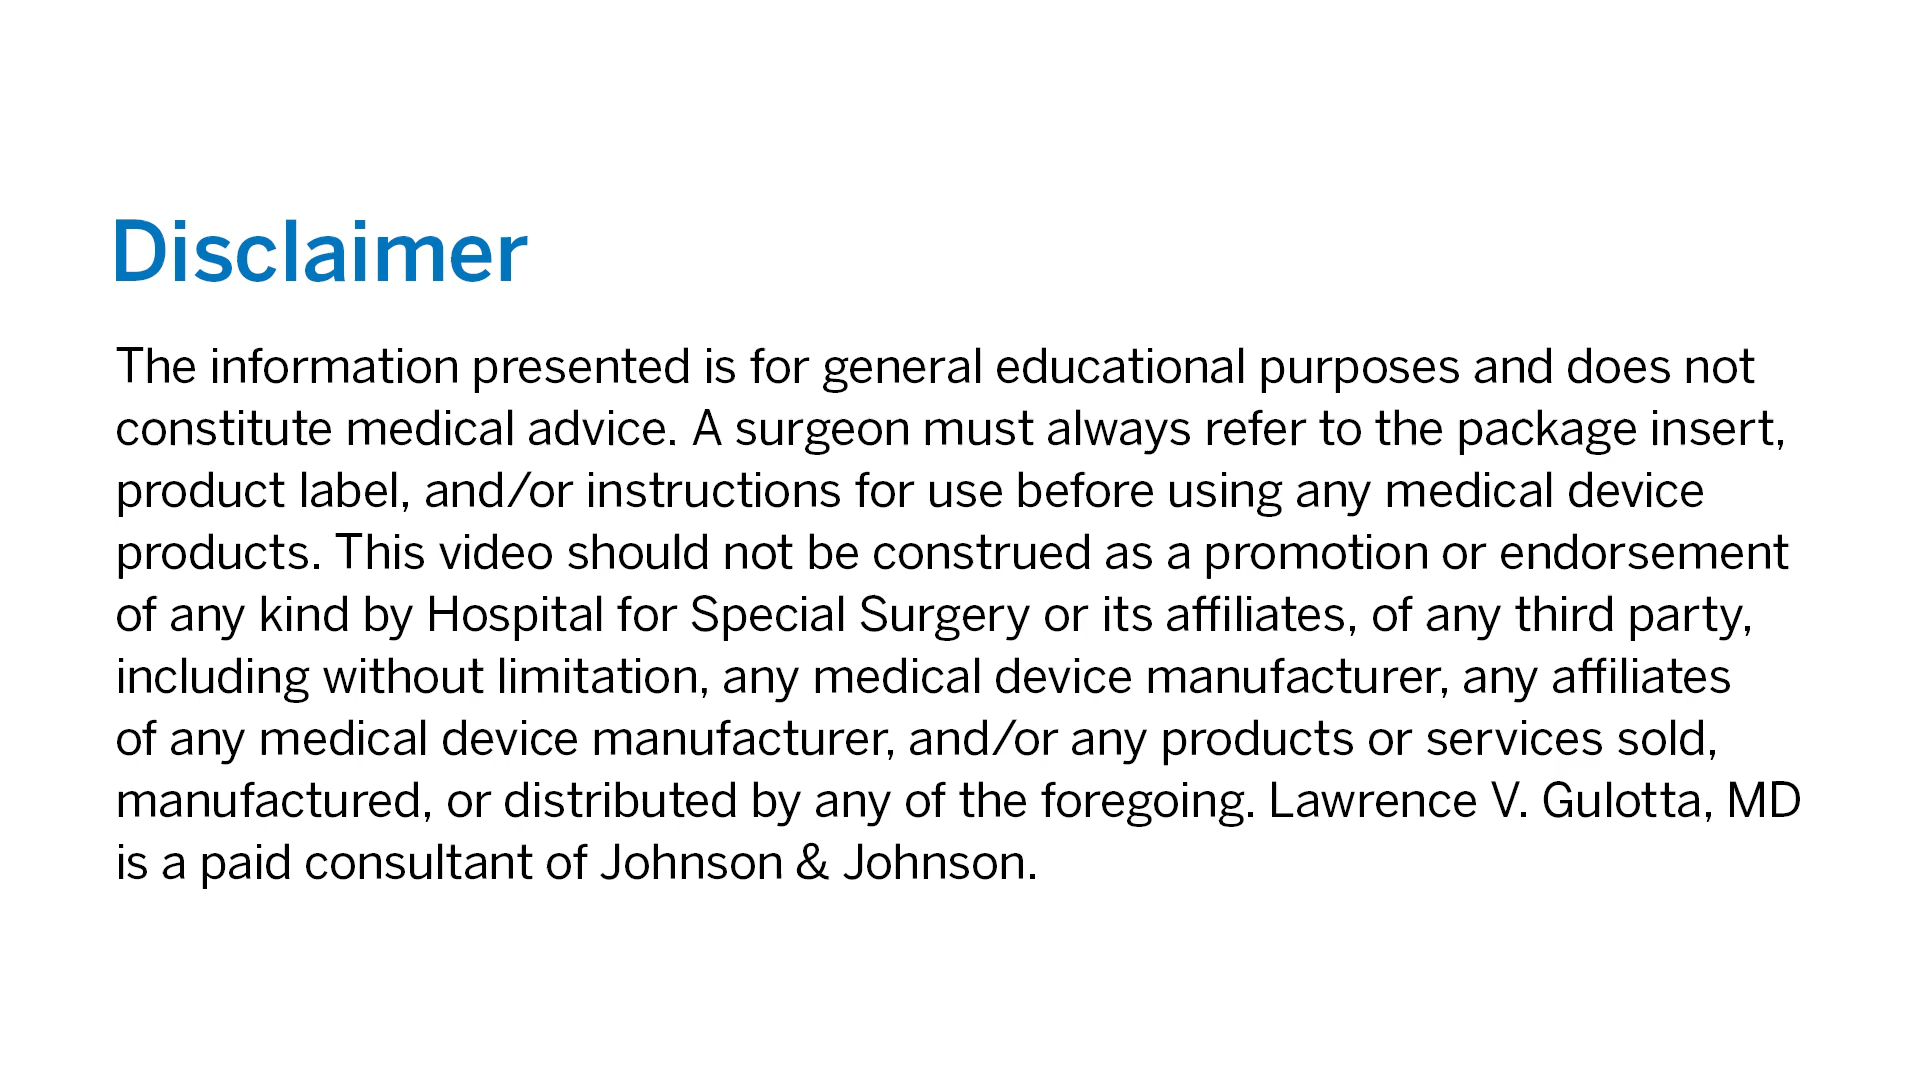 Disclaimer
The information presented is for general educational purposes and does not
constitute medical advice. A surgeon must always refer to the package insert,
product label, and/or instructions for use before using any medical device
products. This video should not be construed as a promotion or endorsement
of any kind by Hospital for Special Surgery or its affiliates, of any third party,
including without limitation, any medical device manufacturer, any affiliates
of any medical device manufacturer, and/or any products or services sold,
manufactured, or distributed by any of the foregoing. Lawrence V. Gulotta, MD
is a paid consultant of Johnson & Johnson.